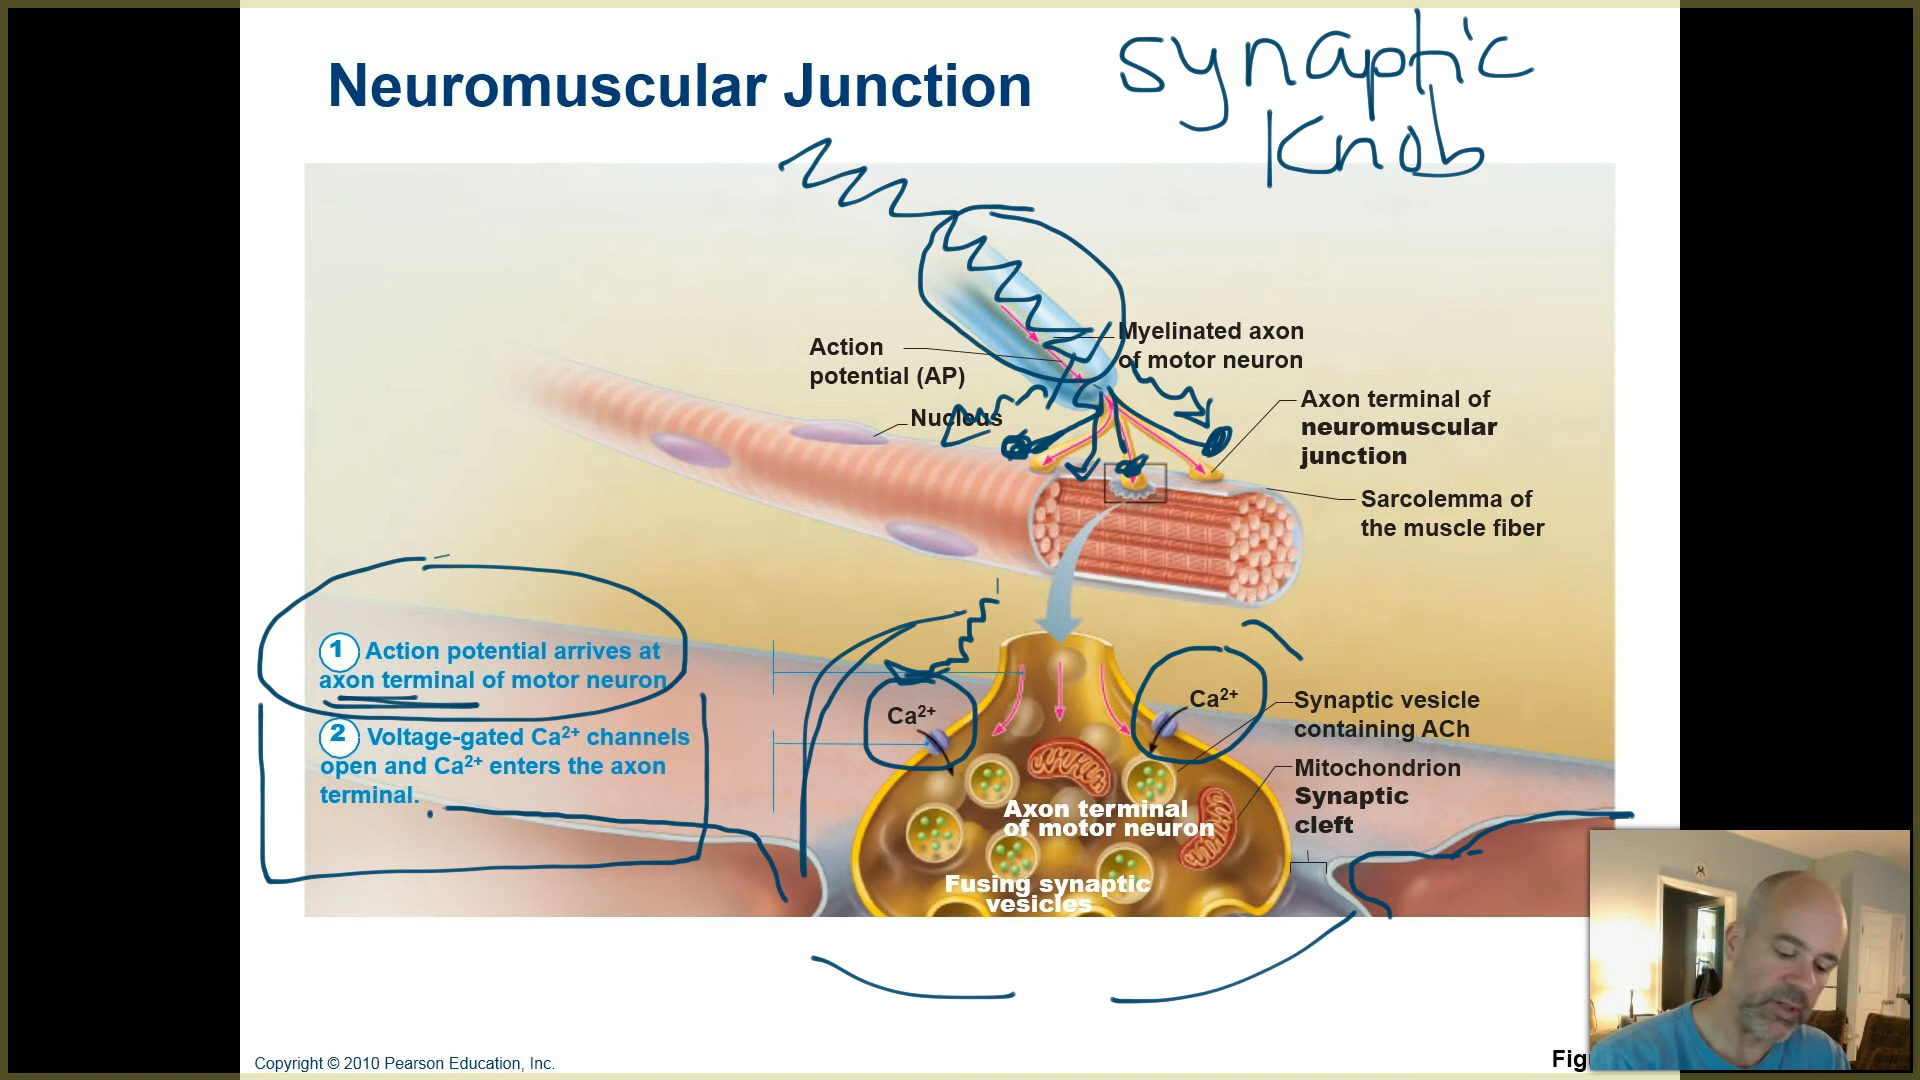 Neuromuscular Junction
synaptic
Knob
Action
potential (AP)
Myelinated axon
of motor neuron
Nucleus
Axon terminal of
neuromuscular
junction
Sarcolemma of
the muscle fiber
1 Action potential arrives at
axon terminal of motor neuron
2 Voltage-gated Ca²⁺ channels
open and Ca²⁺ enters the axon
terminal.
Ca²⁺
Ca²⁺
Synaptic vesicle
containing ACh
Mitochondrion
Synaptic
cleft
Axon terminal
of motor neuron
Fusing synaptic
vesicles
Copyright © 2010 Pearson Education, Inc.